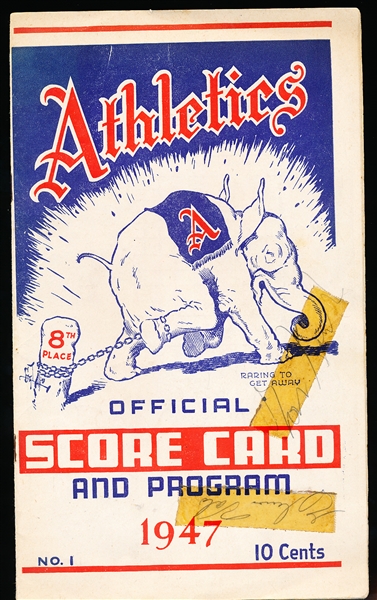 Athletics
A
8TH
PLACE
RARING TO
GET AWAY
OFFICIAL
SCORE CARD
AND PROGRAM
1947
NO. 1
10 Cents